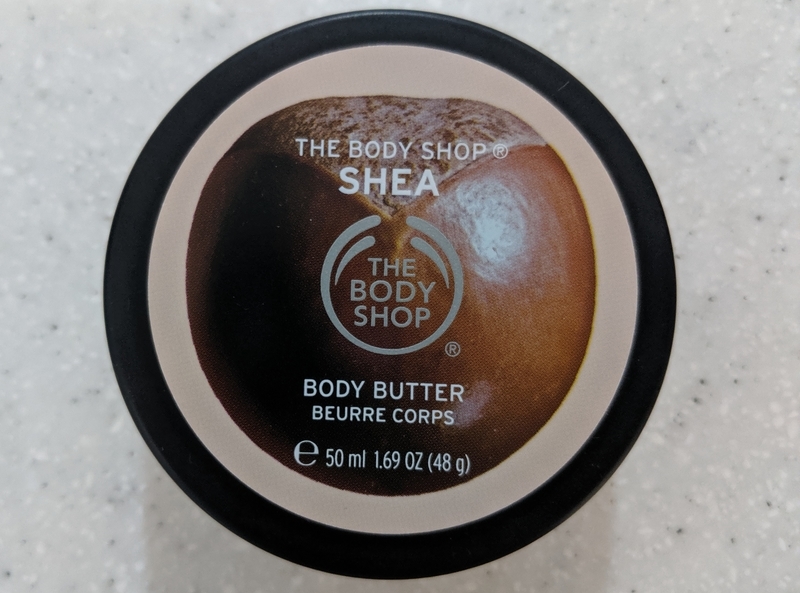 THE BODY SHOP ®
SHEA
THE
BODY
SHOP
®
BODY BUTTER
BEURRE CORPS
℮ 50 ml 1.69 OZ (48 g)